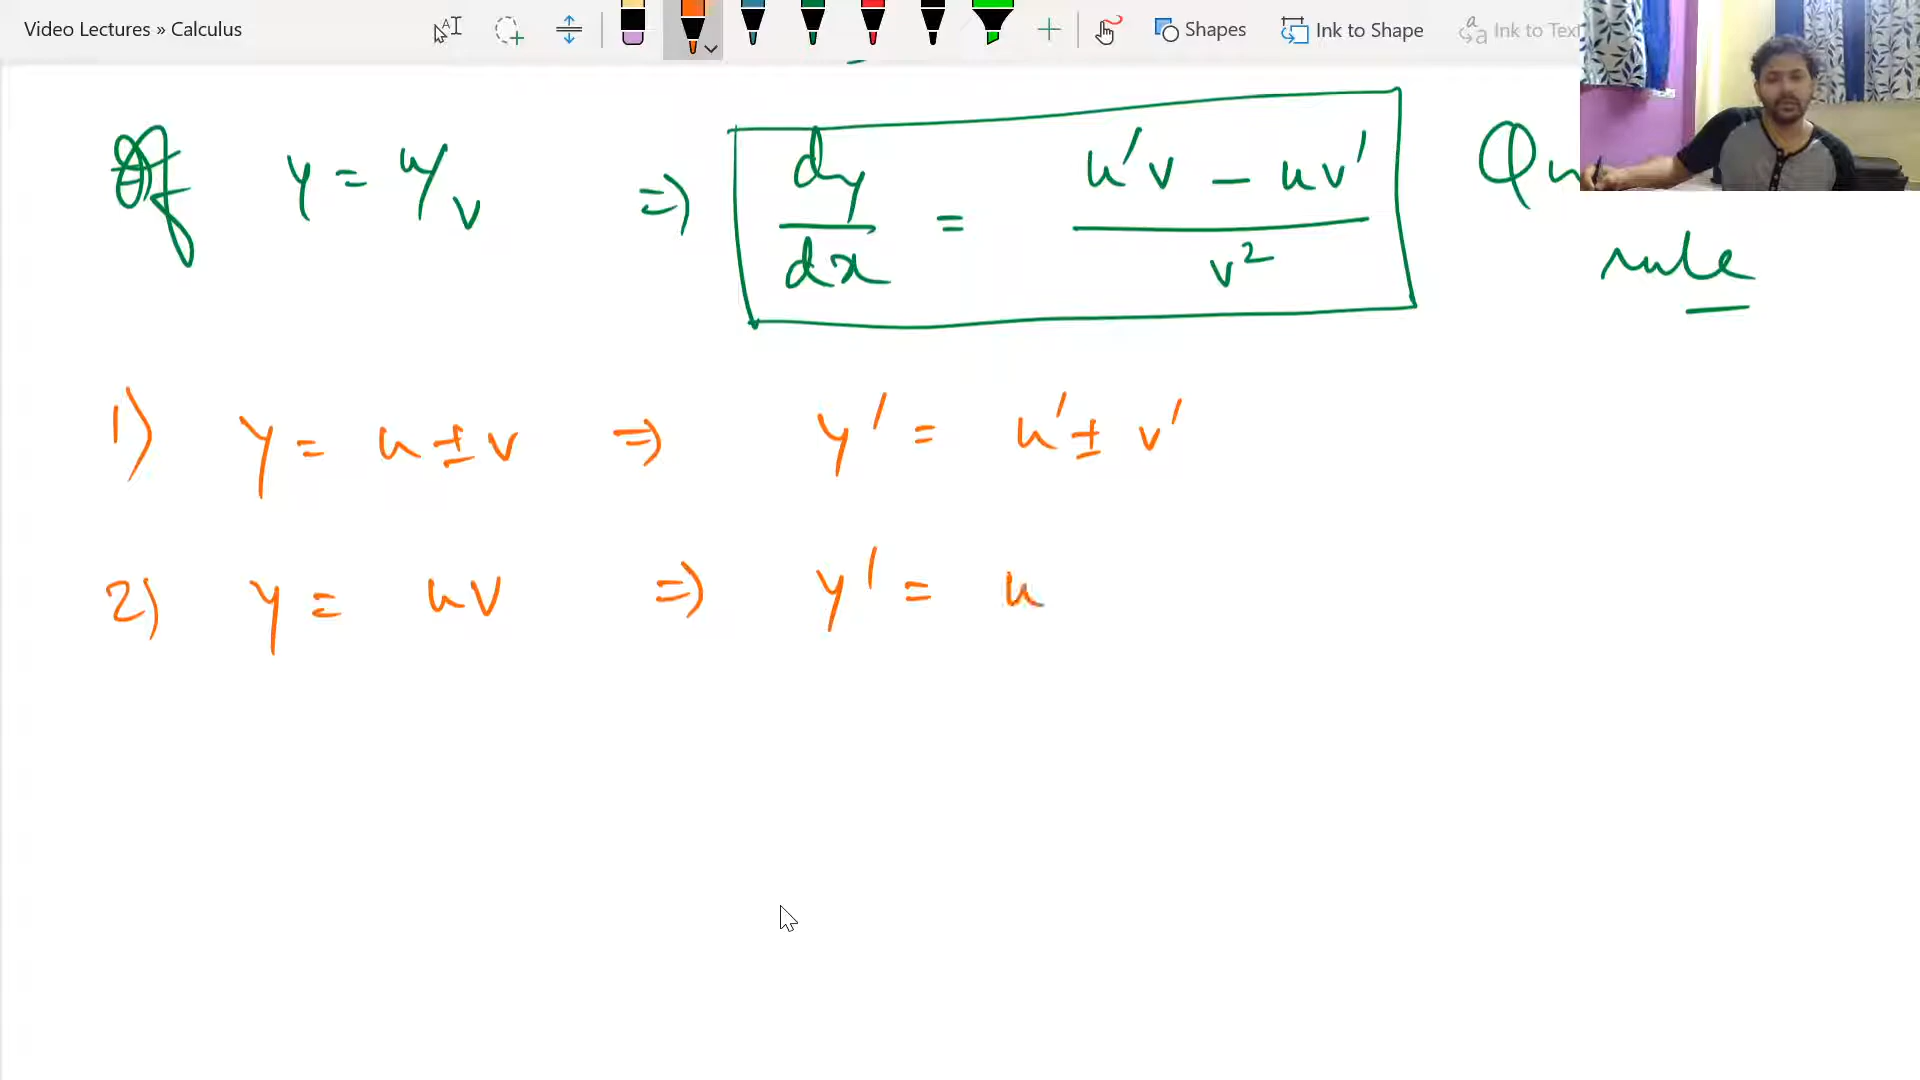 Video Lectures » Calculus
Shapes
Ink to Shape
Ink to Text
If y = u/v ⇒ dy/dx = (u'v - uv')/v²
rule
1) y = u ± v ⇒ y' = u' ± v'
2) y = uv ⇒ y' = u